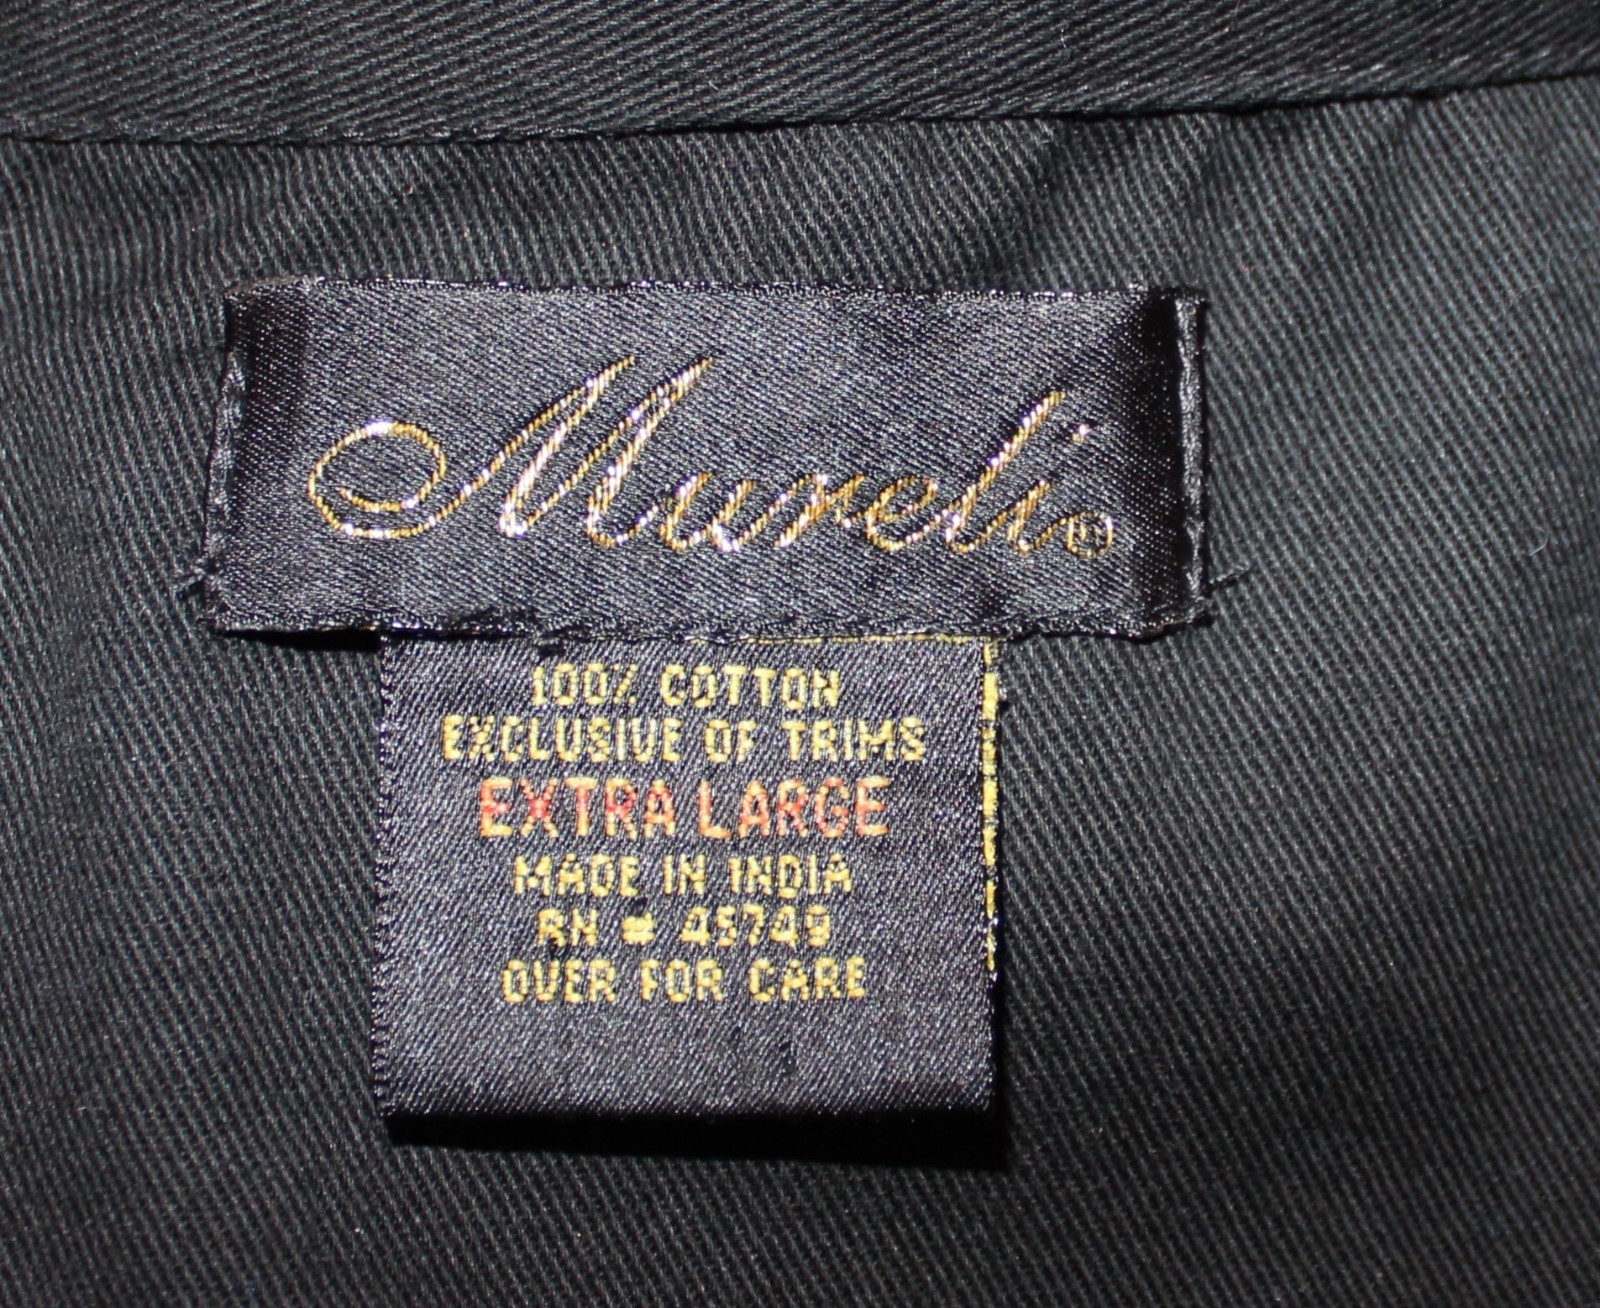 Mureli®
100% COTTON
EXCLUSIVE OF TRIMS
EXTRA LARGE
MADE IN INDIA
RN # 45749
OVER FOR CARE